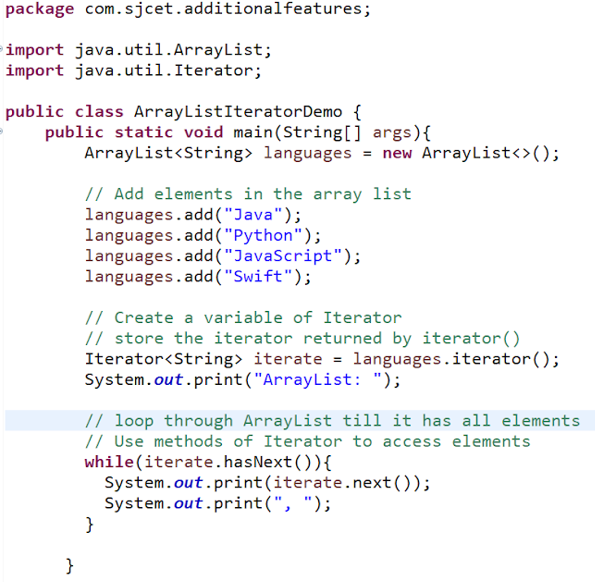 package com.sjcet.additionalfeatures;
import java.util.ArrayList;
import java.util.Iterator;
public class ArrayListIteratorDemo {
public static void main(String[] args){
ArrayList<String> languages = new ArrayList<>();
// Add elements in the array list
languages.add("Java");
languages.add("Python");
languages.add("JavaScript");
languages.add("Swift");
// Create a variable of Iterator
// store the iterator returned by iterator()
Iterator<String> iterate = languages.iterator();
System.out.print("ArrayList: ");
// loop through ArrayList till it has all elements
// Use methods of Iterator to access elements
while(iterate.hasNext()){
System.out.print(iterate.next());
System.out.print(", ");
}
}